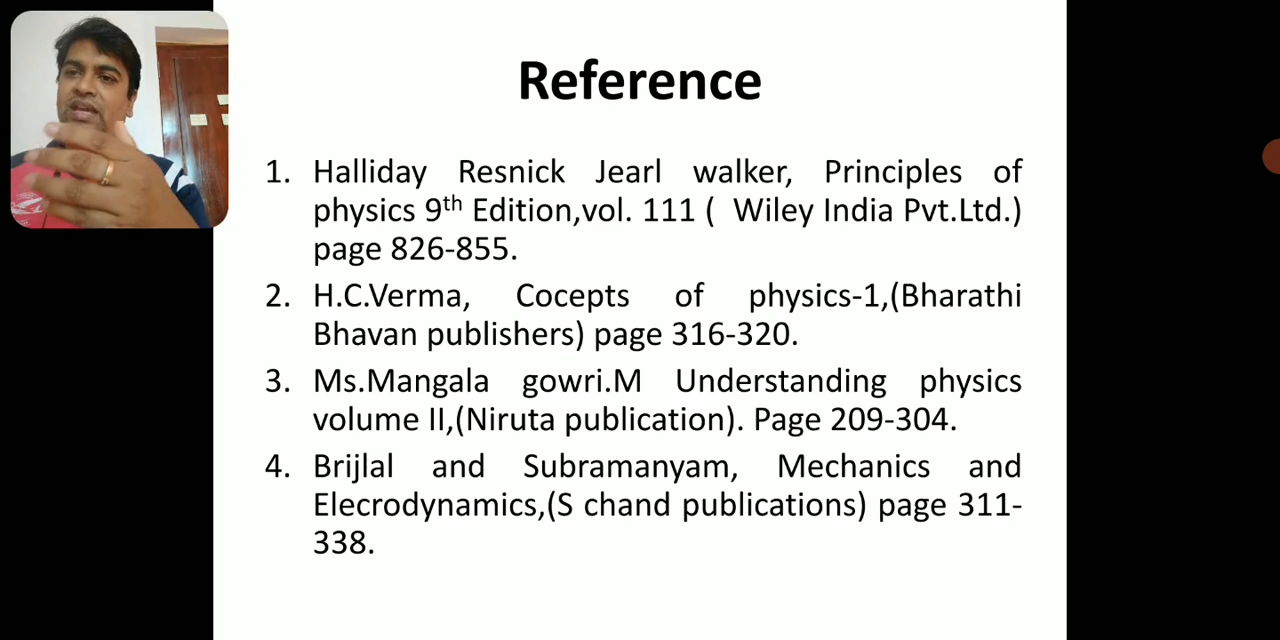 Reference
1. Halliday Resnick Jearl walker, Principles of
physics 9th Edition,vol. 111 ( Wiley India Pvt.Ltd.)
page 826-855.
2. H.C.Verma, Cocepts of physics-1,(Bharathi
Bhavan publishers) page 316-320.
3. Ms.Mangala gowri.M Understanding physics
volume II,(Niruta publication). Page 209-304.
4. Brijlal and Subramanyam, Mechanics and
Elecrodynamics,(S chand publications) page 311-
338.